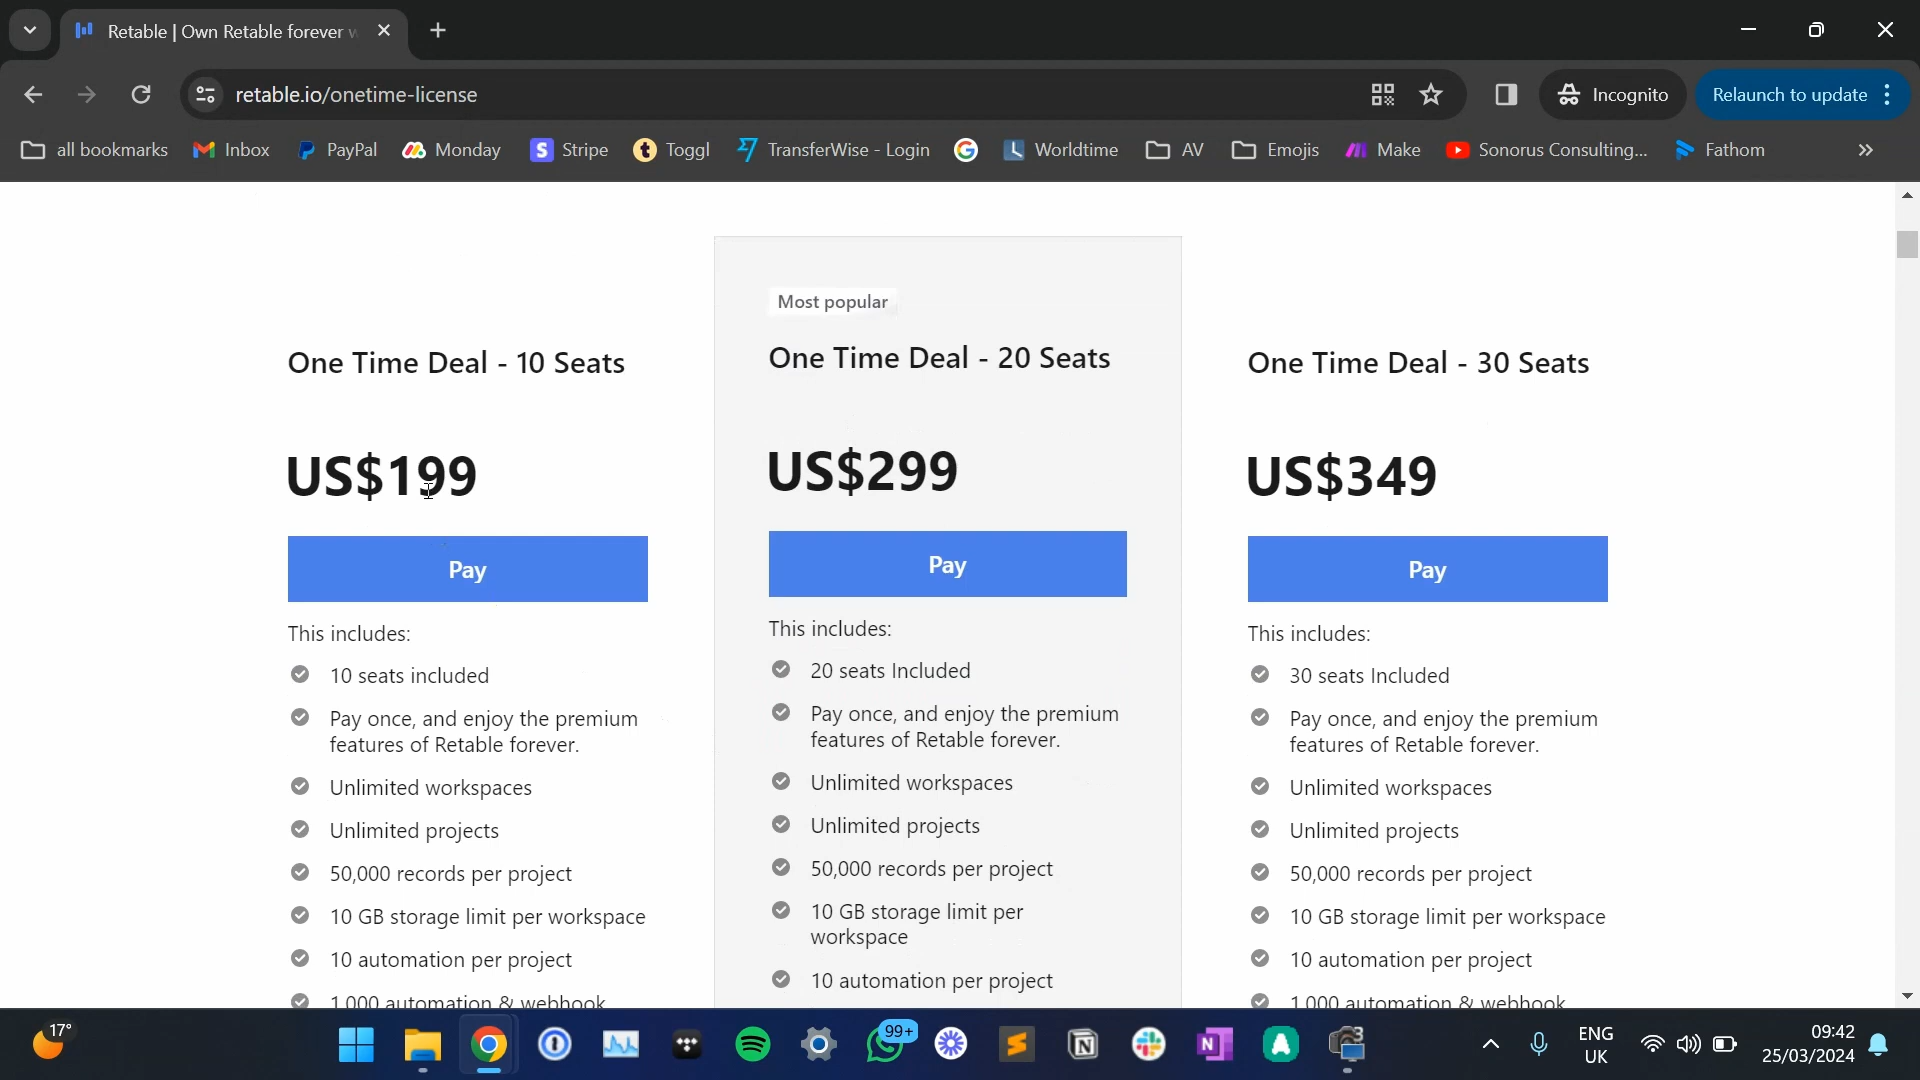 Retable | Own Retable forever w
retable.io/onetime-license
Incognito
Relaunch to update
all bookmarks
Inbox
PayPal
Monday
Stripe
Toggl
TransferWise - Login
Worldtime
AV
Emojis
Make
Sonorus Consulting...
Fathom
Most popular
One Time Deal - 10 Seats
One Time Deal - 20 Seats
One Time Deal - 30 Seats
US$199
US$299
US$349
Pay
Pay
Pay
This includes:
10 seats included
Pay once, and enjoy the premium
features of Retable forever.
Unlimited workspaces
Unlimited projects
50,000 records per project
10 GB storage limit per workspace
10 automation per project
1,000 automation & webhook
This includes:
20 seats Included
Pay once, and enjoy the premium
features of Retable forever.
Unlimited workspaces
Unlimited projects
50,000 records per project
10 GB storage limit per
workspace
10 automation per project
This includes:
30 seats Included
Pay once, and enjoy the premium
features of Retable forever.
Unlimited workspaces
Unlimited projects
50,000 records per project
10 GB storage limit per workspace
10 automation per project
1,000 automation & webhook
17°
99+
ENG
UK
09:42
25/03/2024